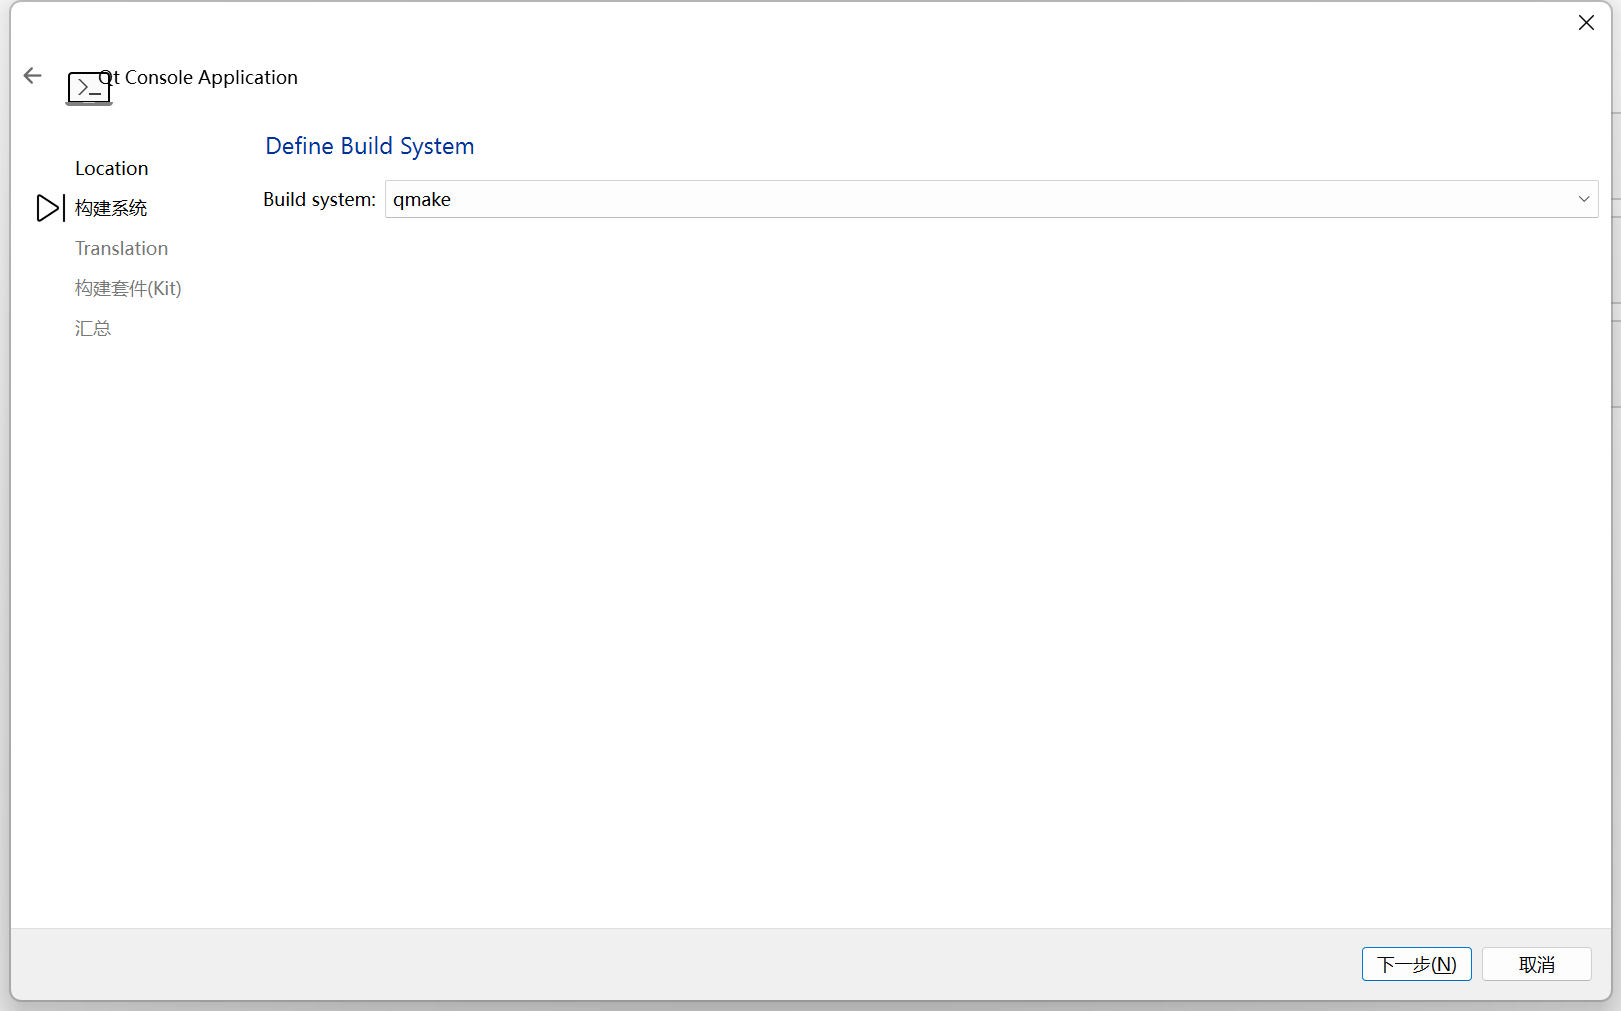 Qt Console Application
Location
构建系统
Translation
构建套件(Kit)
汇总
Define Build System
Build system: qmake
下一步(N) 取消